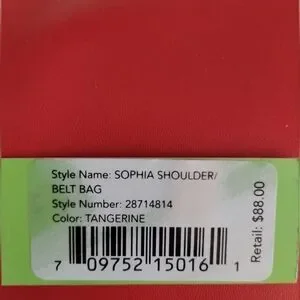 Style Name: SOPHIA SHOULDER/
BELT BAG
Style Number: 28714814
Color: TANGERINE
7 09752 15016 1
Retail: $88.00